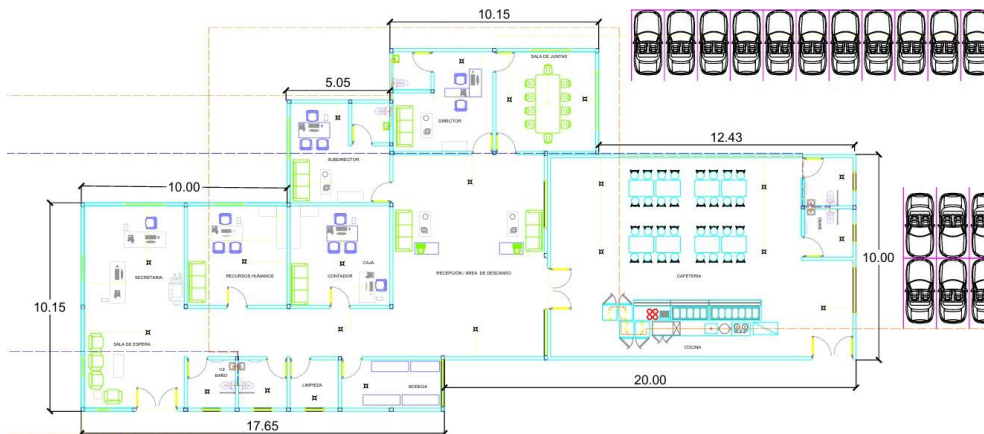 10.15
SALA DE JUNTAS
5.05
DIRECTOR
12.43
SUBDIRECTOR
10.00
BAÑO
10.00
SECRETARIA
RECURSOS HUMANOS
CONTADOR
CAJA
RECEPCIÓN / ÁREA DE DESCANSO
CAFETERIA
10.15
SALA DE ESPERA
COCINA
1/2
BAÑO
LIMPIEZA
BODEGA
20.00
17.65